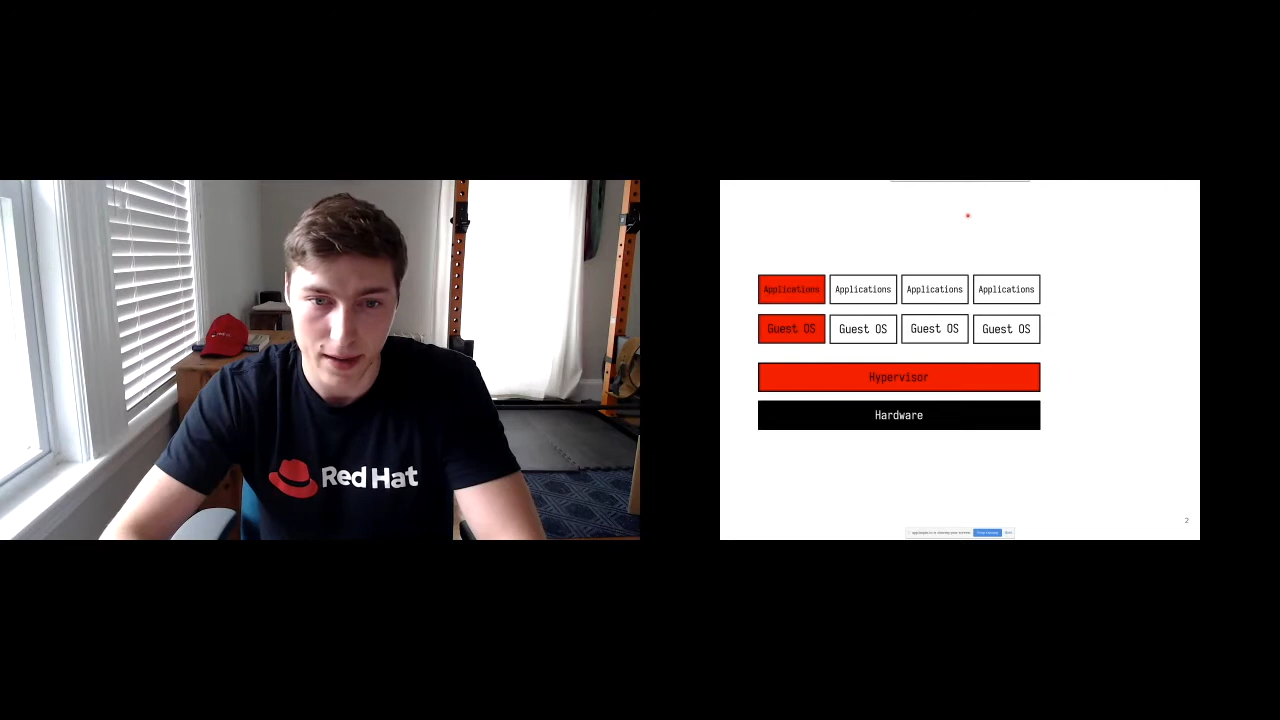 Red Hat
Applications Applications Applications Applications
Guest OS Guest OS Guest OS Guest OS
Hypervisor
Hardware
2